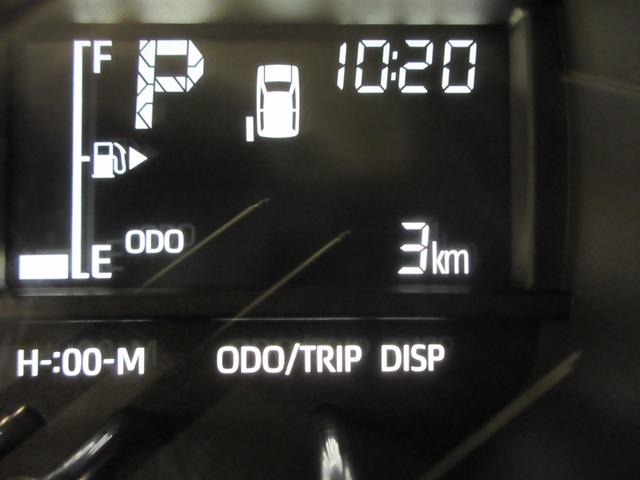 F P 10:20
ODO 3km
E
H-:00-M ODO/TRIP DISP